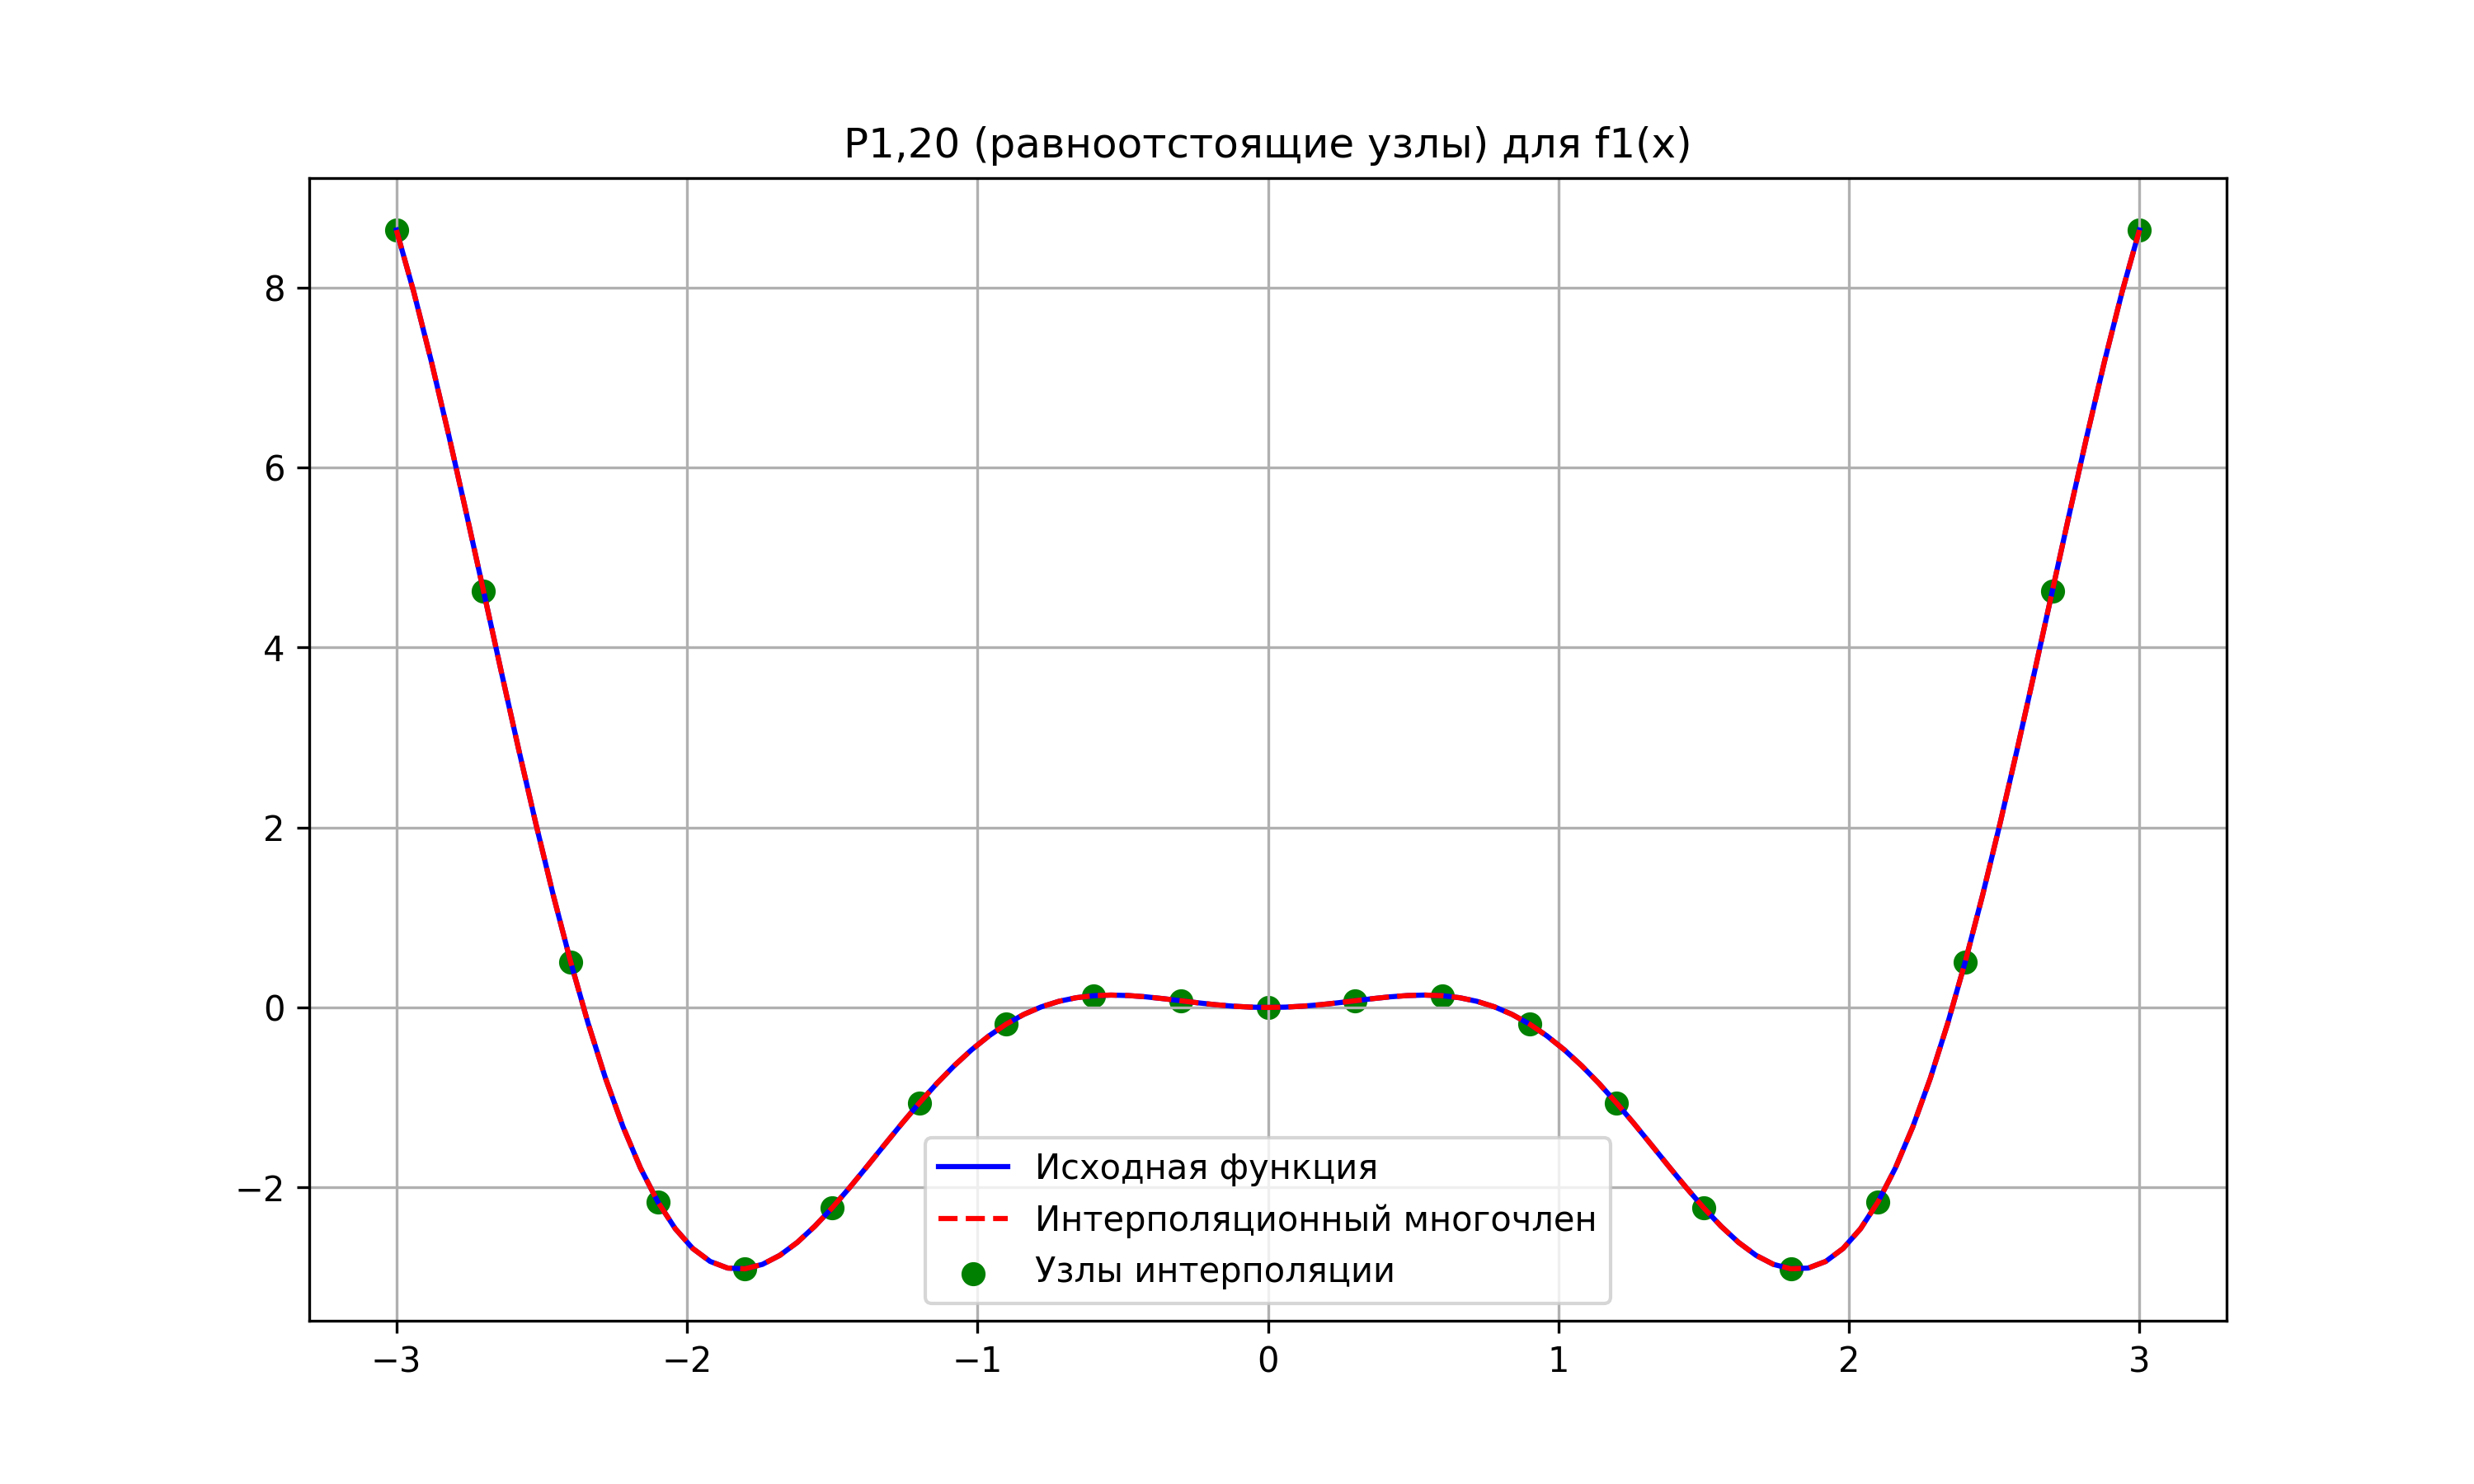 P1,20 (равноотстоящие узлы) для f1(x)
8
6
4
2
0
−2
Исходная функция
Интерполяционный многочлен
Узлы интерполяции
−3 −2 −1 0 1 2 3